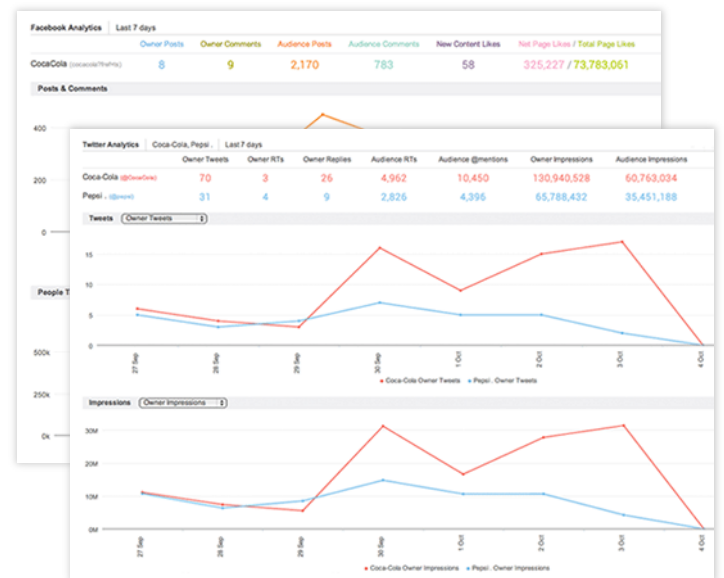 Facebook Analytics Last 7 days
Owner Posts Owner Comments Audience Posts Audience Comments New Content Likes Net Page Likes / Total Page Likes
CocaCola 8 9 2,170 783 58 325,227 / 73,783,061
Posts & Comments
400
200
0
People T
500k
250k
0k
Twitter Analytics Coca-Cola, Pepsi . Last 7 days
Owner Tweets Owner RTs Owner Replies Audience RTs Audience @mentions Owner Impressions Audience Impressions
Coca-Cola (@CocaCola) 70 3 26 4,962 10,450 130,940,528 60,763,034
Pepsi . (@pepsi) 31 4 9 2,826 4,396 65,788,432 35,451,188
Tweets Owner Tweets
15
10
5
0
27 Sep 28 Sep 29 Sep 30 Sep 1 Oct 2 Oct 3 Oct 4 Oct
Coca-Cola Owner Tweets Pepsi . Owner Tweets
Impressions Owner Impressions
30M
20M
10M
0M
27 Sep 28 Sep 29 Sep 30 Sep 1 Oct 2 Oct 3 Oct 4 Oct
Coca-Cola Owner Impressions Pepsi . Owner Impressions